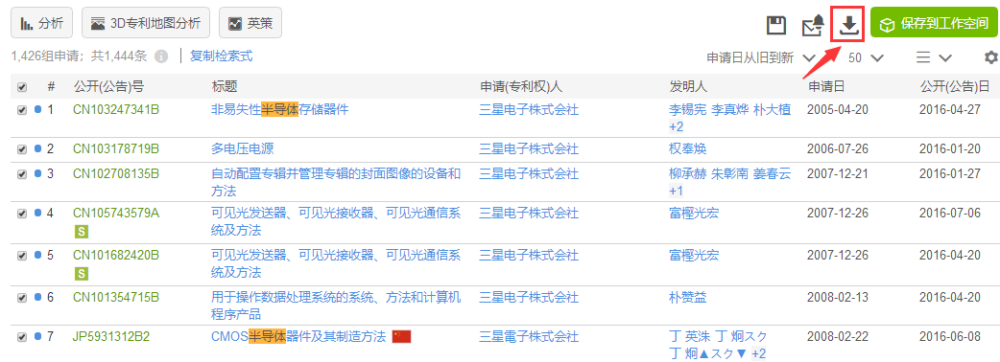 分析 3D专利地图分析 英策 保存到工作空间
1,426组申请；共1,444条 复制检索式 申请日从旧到新 50
# 公开(公告)号 标题 申请(专利权)人 发明人 申请日 公开(公告)日
1 CN103247341B 非易失性半导体存储器件 三星电子株式会社 李锡宪 李真烨 朴大植 2005-04-20 2016-04-27
+2
2 CN103178719B 多电压电源 三星电子株式会社 权奉焕 2006-07-26 2016-01-20
3 CN102708135B 自动配置专辑并管理专辑的封面图像的设备和 三星电子株式会社 柳承赫 朱彰南 姜春云 2007-12-21 2016-01-27
方法 +1
4 CN105743579A 可见光发送器、可见光接收器、可见光通信系 三星电子株式会社 富樫光宏 2007-12-26 2016-07-06
S 统及方法
5 CN101682420B 可见光发送器、可见光接收器、可见光通信系 三星电子株式会社 富樫光宏 2007-12-26 2016-04-20
S 统及方法
6 CN101354715B 用于操作数据处理系统的系统、方法和计算机 三星电子株式会社 朴赞益 2008-02-13 2016-04-20
程序产品
7 JP5931312B2 CMOS半导体器件及其制造方法 三星電子株式会社 丁 英洙 丁 炯スク 2008-02-22 2016-06-08
丁 炯▲スク▼ +2